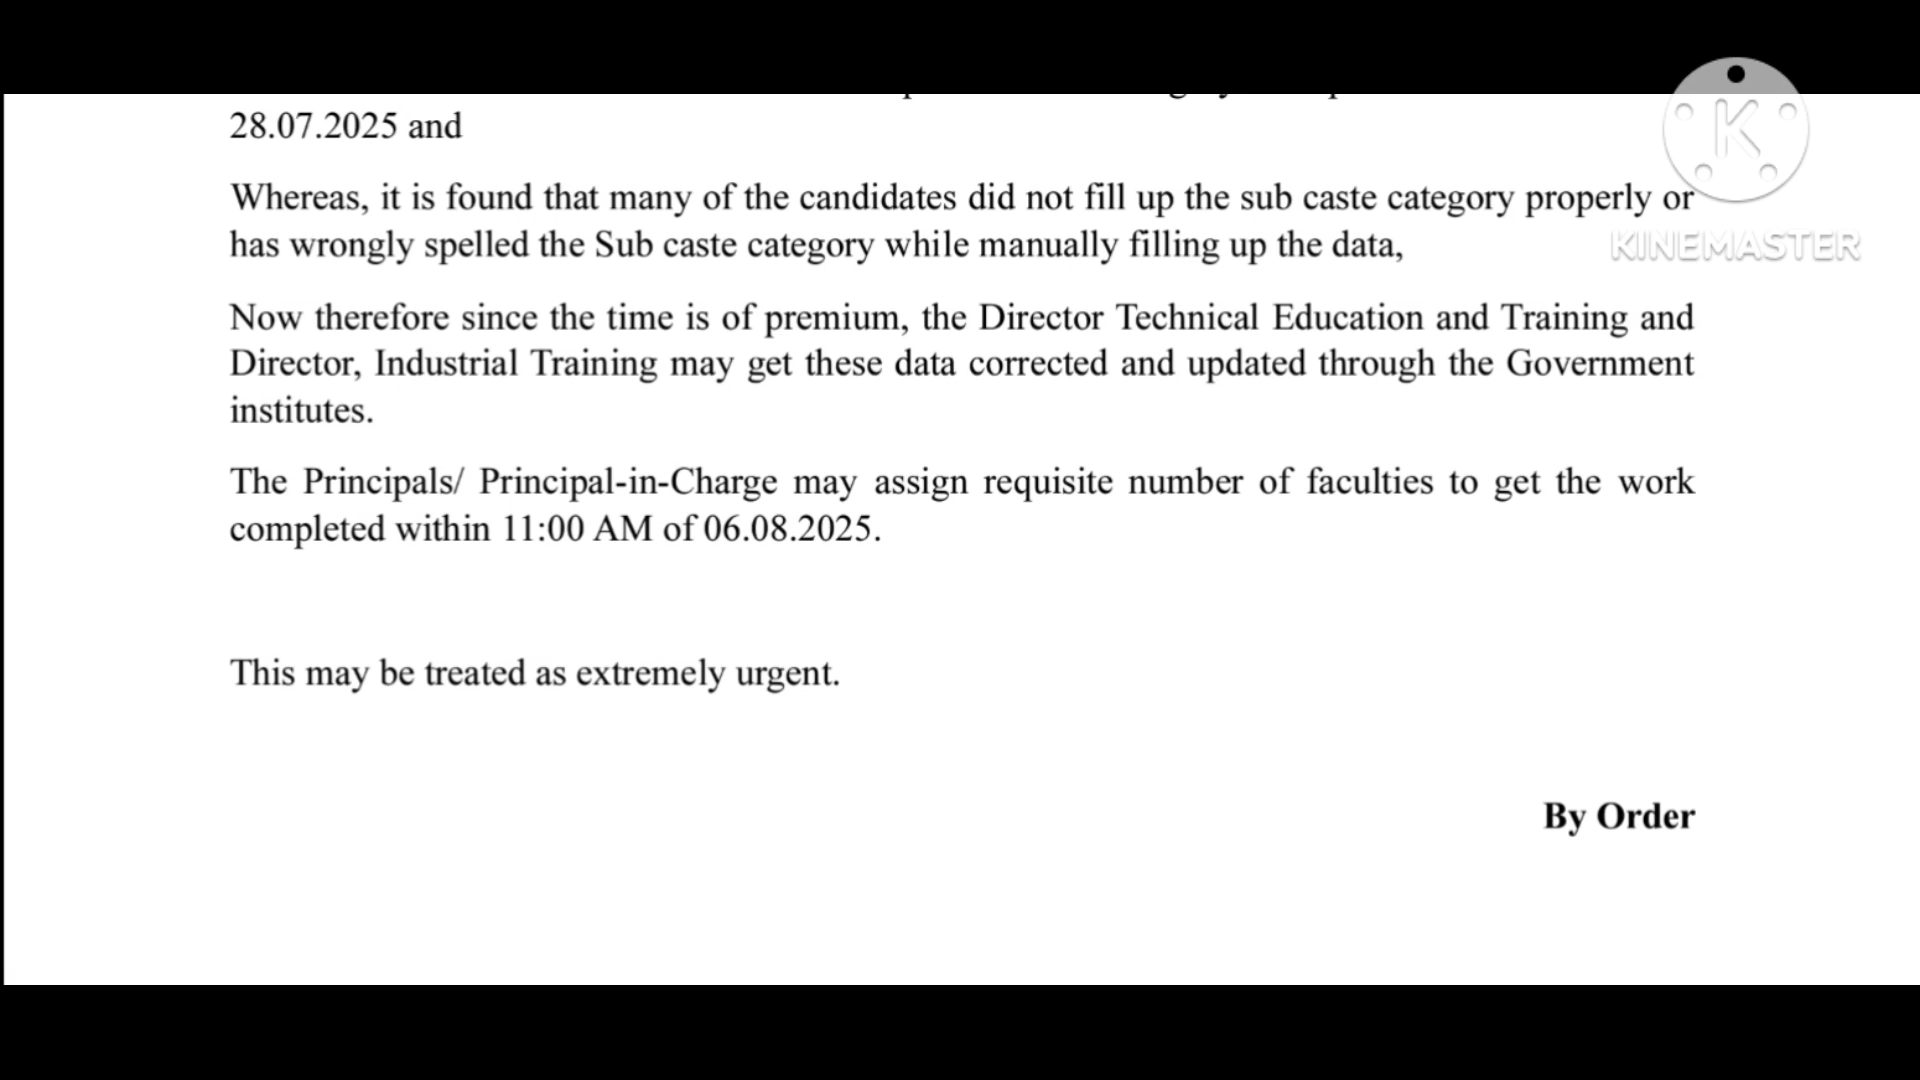 28.07.2025 and
Whereas, it is found that many of the candidates did not fill up the sub caste category properly or
has wrongly spelled the Sub caste category while manually filling up the data,
Now therefore since the time is of premium, the Director Technical Education and Training and
Director, Industrial Training may get these data corrected and updated through the Government
institutes.
The Principals/ Principal-in-Charge may assign requisite number of faculties to get the work
completed within 11:00 AM of 06.08.2025.
This may be treated as extremely urgent.
By Order
K
KINEMASTER